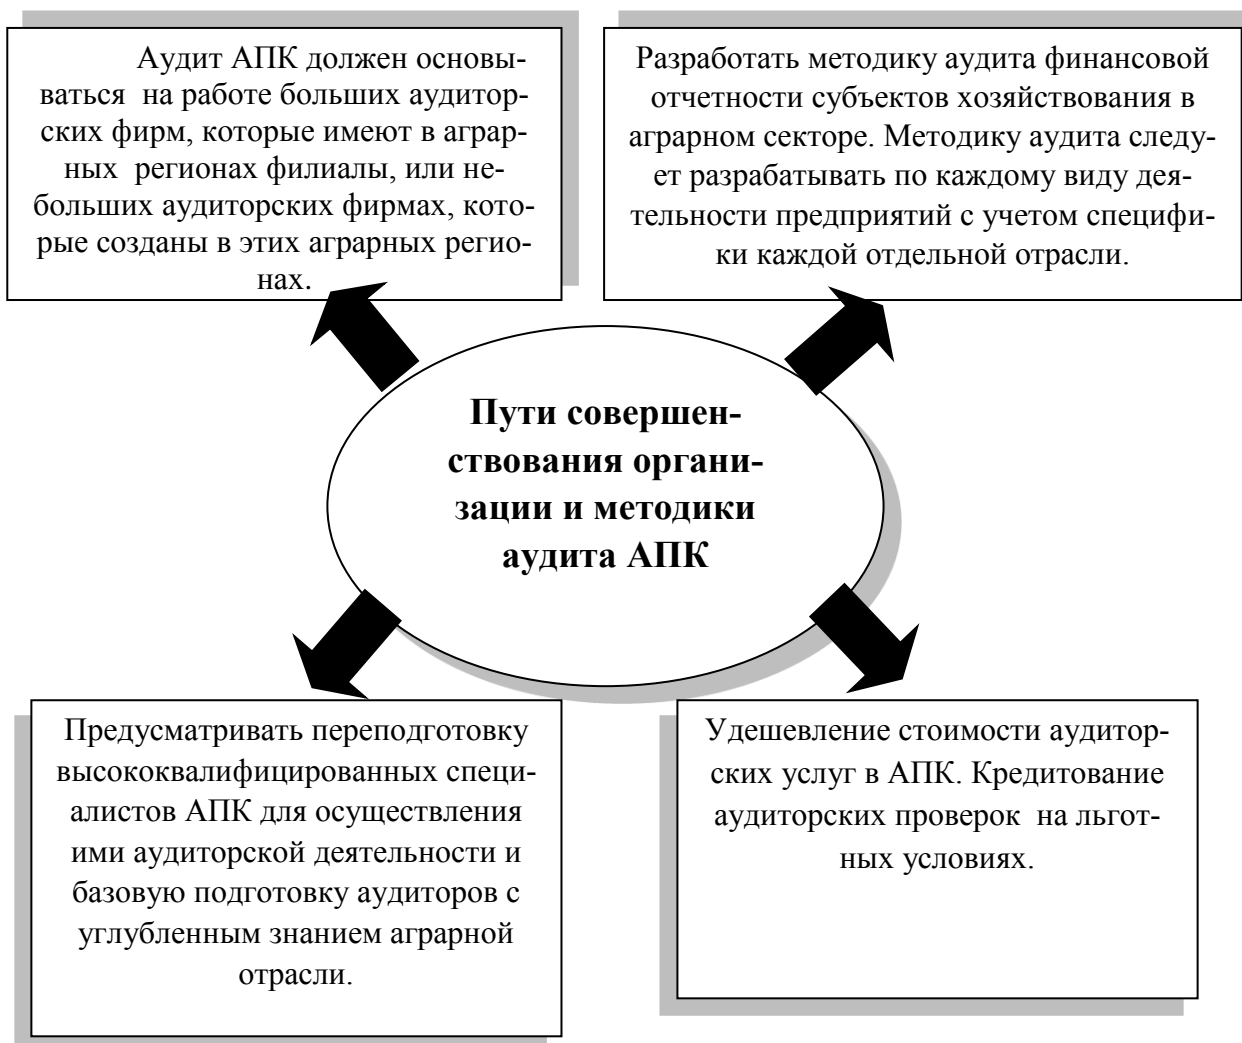 Аудит АПК должен основы-
ваться на работе больших аудитор-
ских фирм, которые имеют в аграр-
ных регионах филиалы, или не-
больших аудиторских фирмах, кото-
рые созданы в этих аграрных регио-
нах.
Разработать методику аудита финансовой
отчетности субъектов хозяйствования в
аграрном секторе. Методику аудита следу-
ет разрабатывать по каждому виду дея-
тельности предприятий с учетом специфи-
ки каждой отдельной отрасли.
Пути совершен-
ствования органи-
зации и методики
аудита АПК
Предусматривать переподготовку
высококвалифицированных специ-
алистов АПК для осуществления
ими аудиторской деятельности и
базовую подготовку аудиторов с
углубленным знанием аграрной
отрасли.
Удешевление стоимости аудитор-
ских услуг в АПК. Кредитование
аудиторских проверок на льгот-
ных условиях.